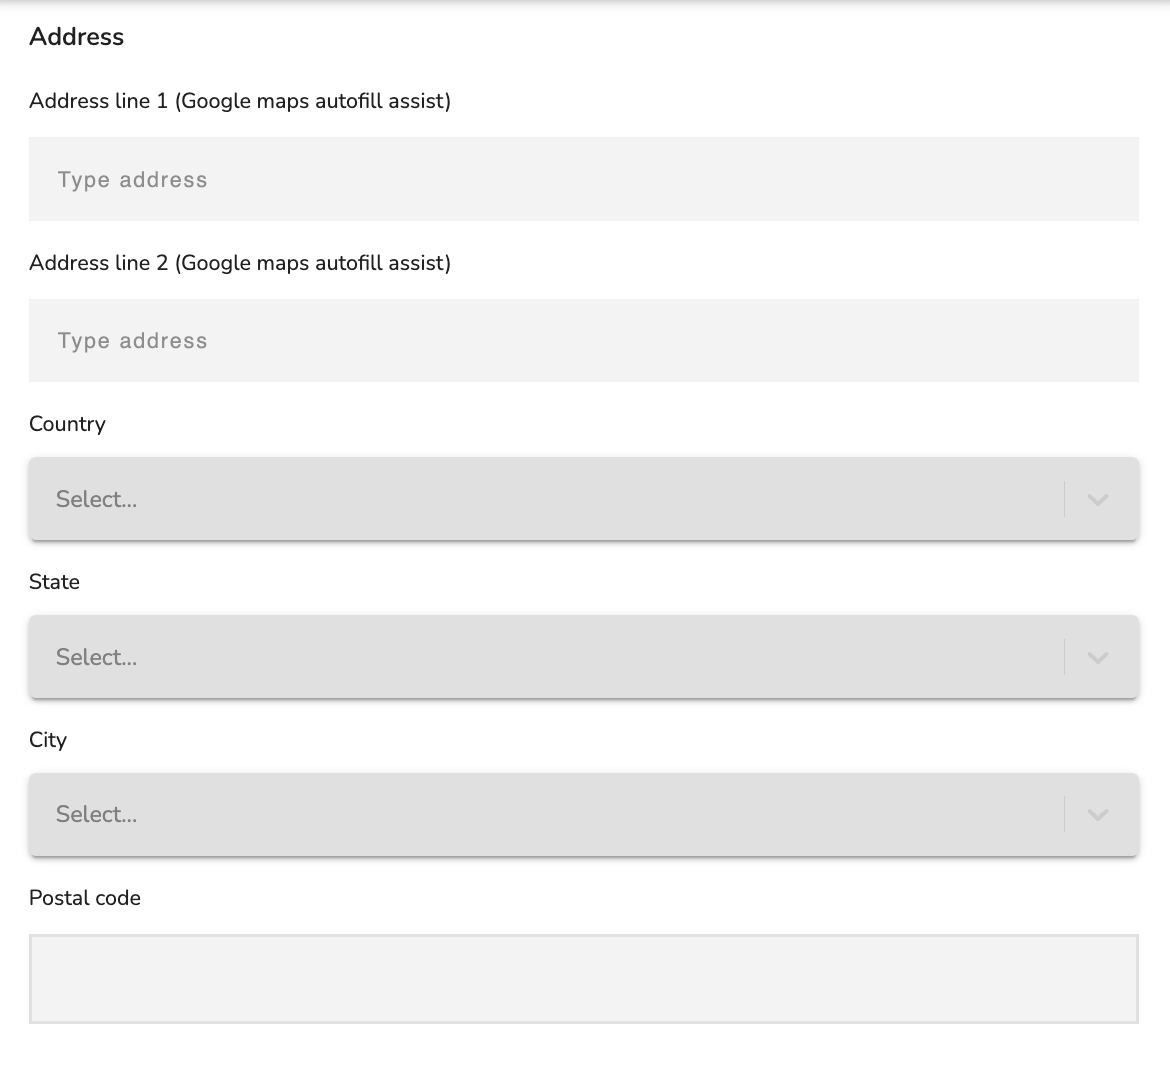 Address
Address line 1 (Google maps autofill assist)
Type address
Address line 2 (Google maps autofill assist)
Type address
Country
Select...
State
Select...
City
Select...
Postal code